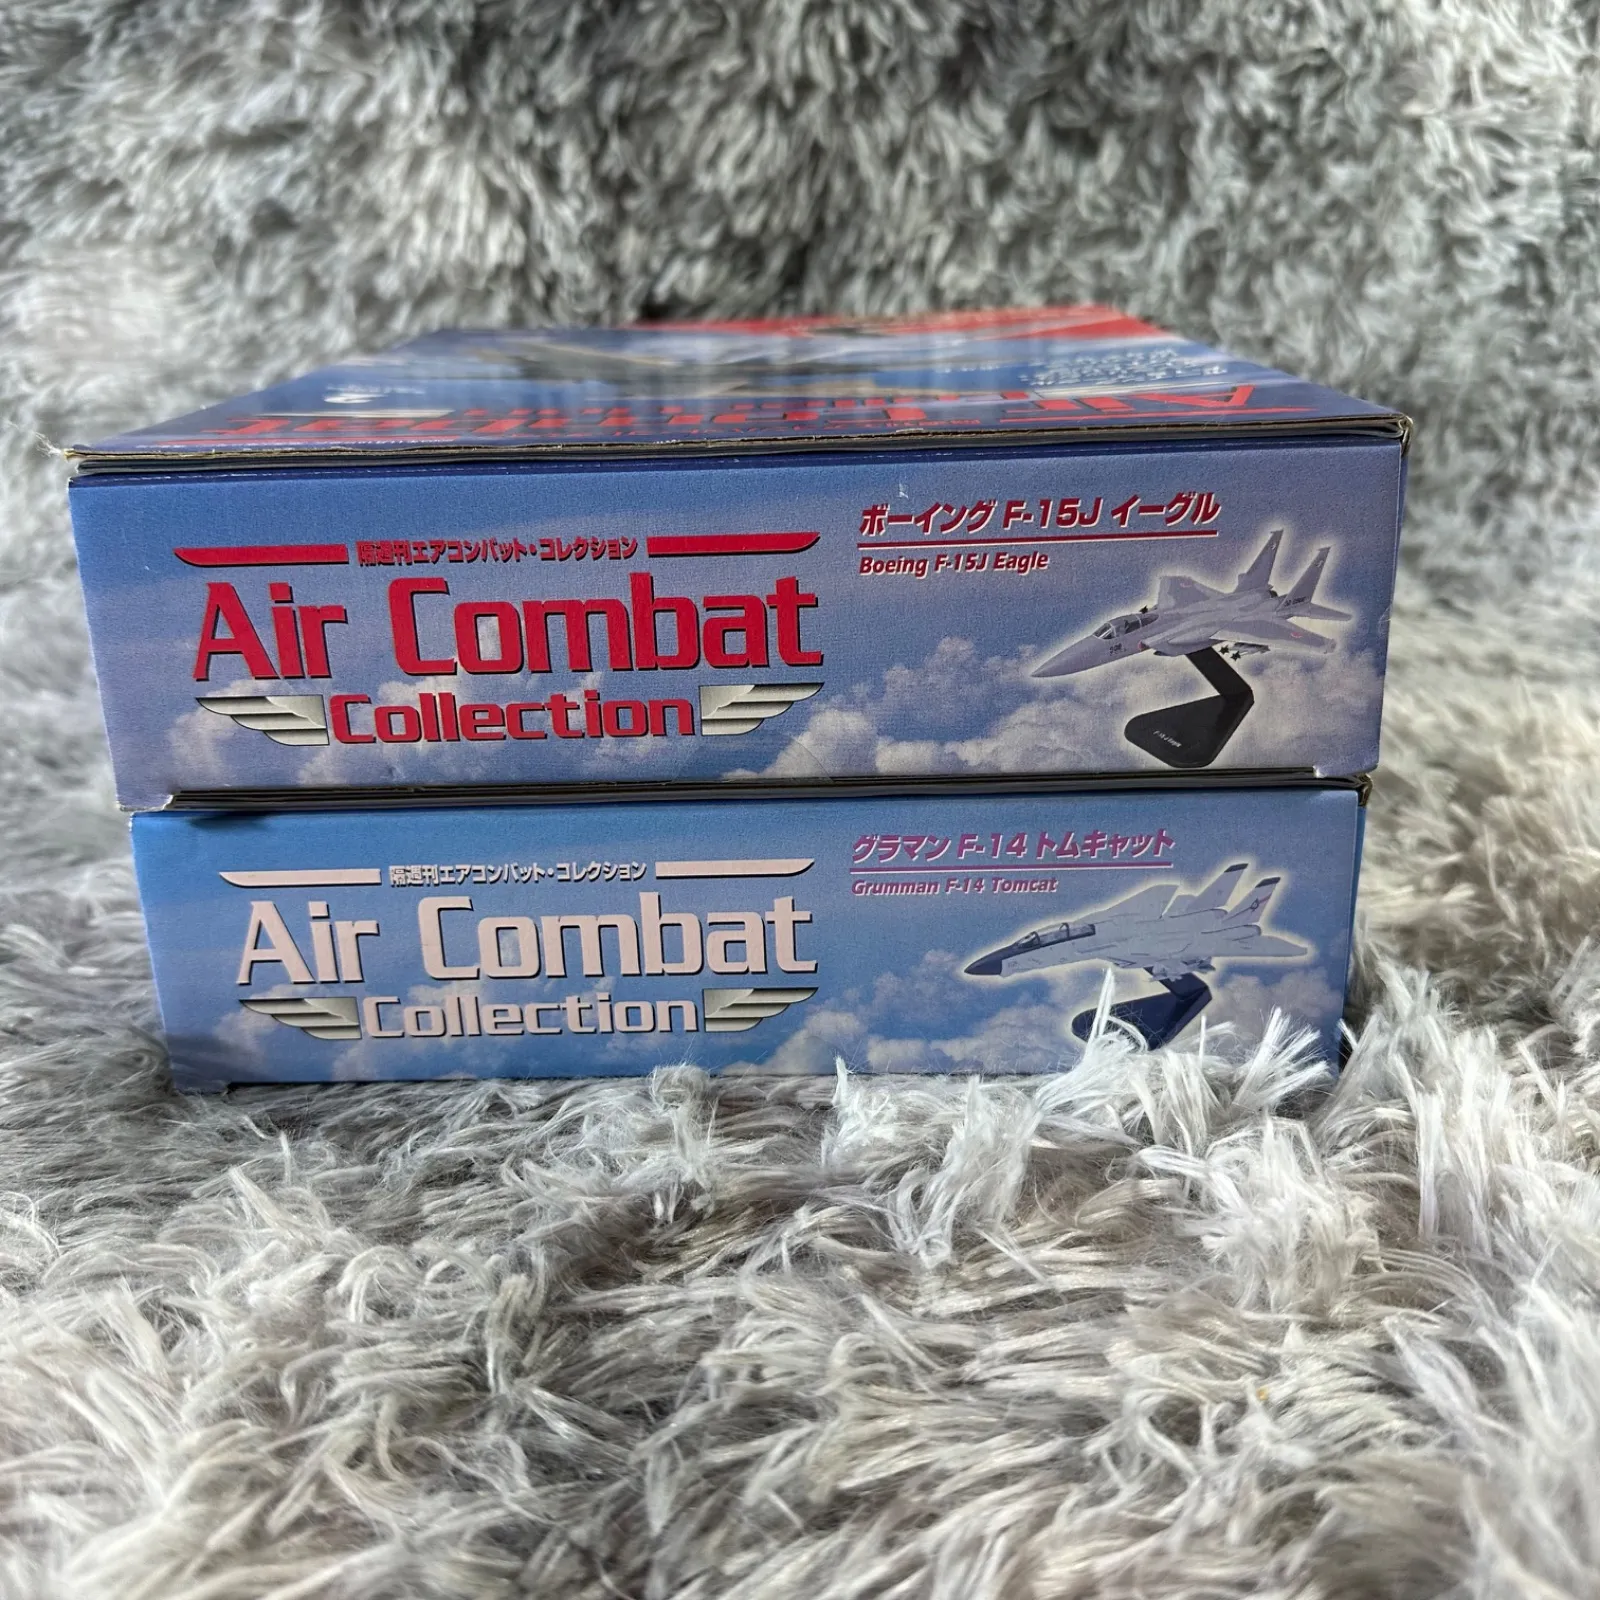 2
Air Combat
隔週刊エアコンバット・コレクション
Air Combat
Collection
ボーイング F-15J イーグル
Boeing F-15J Eagle
隔週刊エアコンバット・コレクション
Air Combat
Collection
グラマン F-14 トムキャット
Grumman F-14 Tomcat